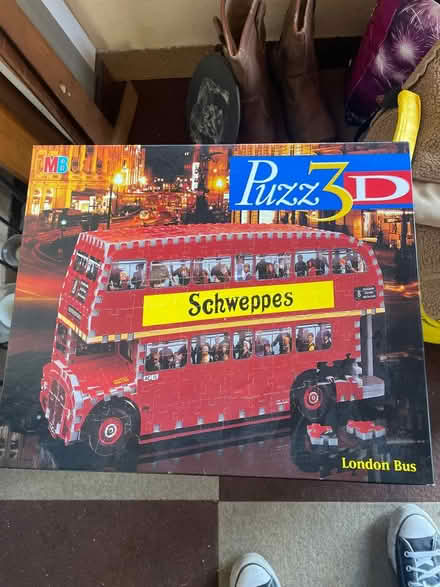 MB
Puzz3D
Schweppes
London Bus